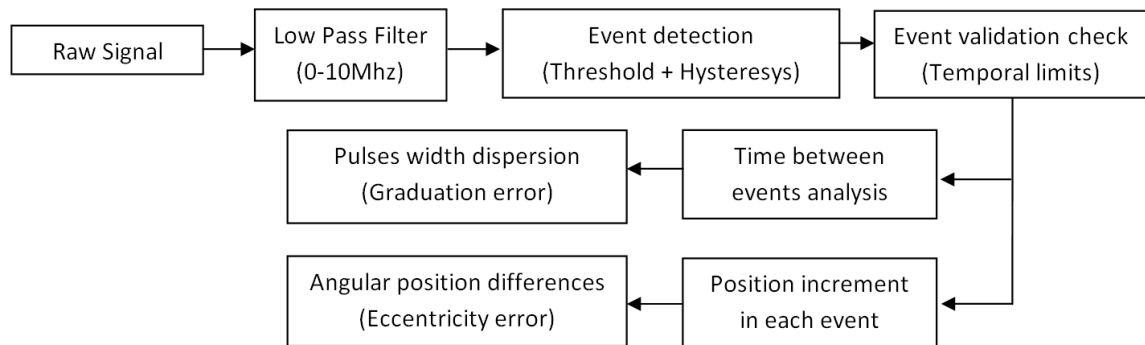 Raw Signal
Low Pass Filter
(0-10Mhz)
Event detection
(Threshold + Hysteresys)
Event validation check
(Temporal limits)
Pulses width dispersion
(Graduation error)
Time between
events analysis
Angular position differences
(Eccentricity error)
Position increment
in each event